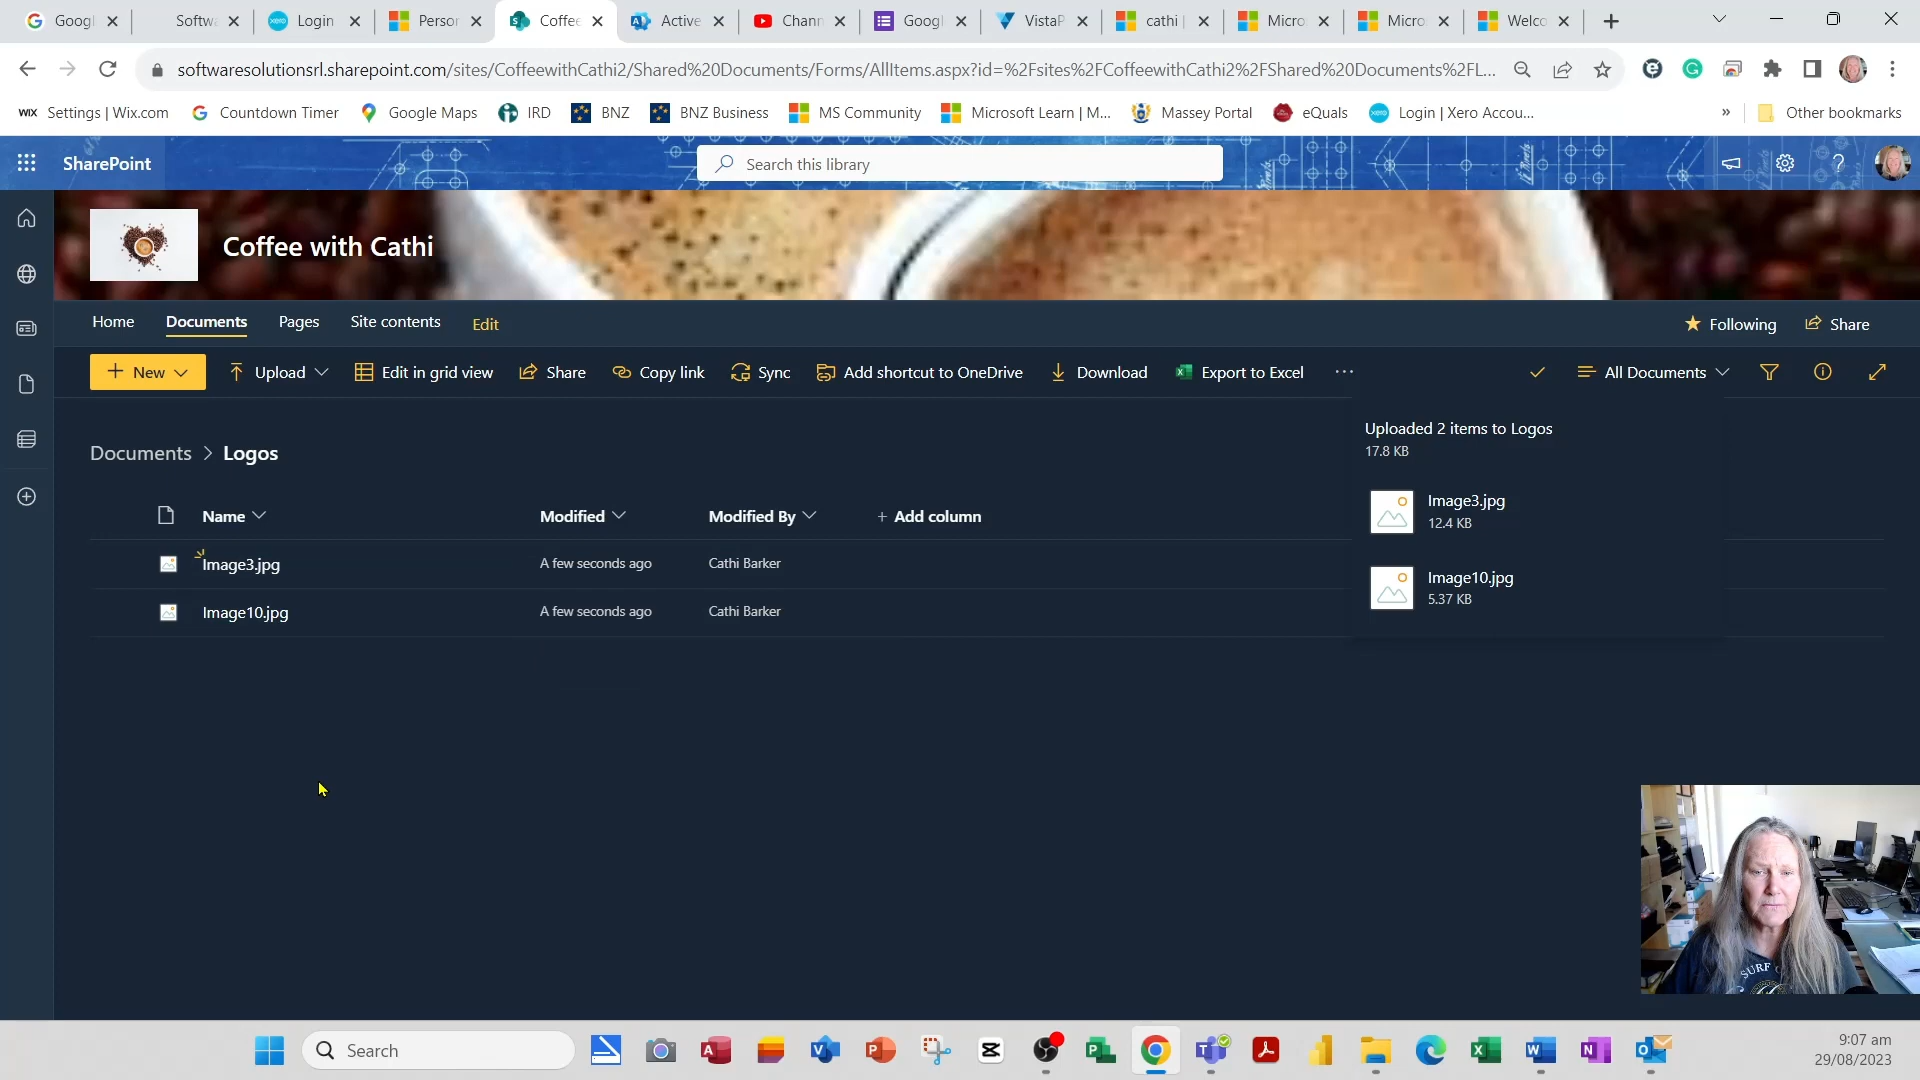 Googl
Softwa
Login
Person
Coffee
Active
Chann
Googl
VistaP
cathi |
Micro
Micro
Welco
softwaresolutionsrl.sharepoint.com/sites/CoffeewithCathi2/Shared%20Documents/Forms/AllItems.aspx?id=%2Fsites%2FCoffeewithCathi2%2FShared%20Documents%2FL...
WIX Settings | Wix.com
Countdown Timer
Google Maps
IRD
BNZ
BNZ Business
MS Community
Microsoft Learn | M...
Massey Portal
eQuals
xero Login | Xero Accou...
»
Other bookmarks
SharePoint
Search this library
?
Coffee with Cathi
Home
Documents
Pages
Site contents
Edit
Following
Share
+ New
Upload
Edit in grid view
Share
Copy link
Sync
Add shortcut to OneDrive
Download
Export to Excel
...
All Documents
Documents > Logos
Uploaded 2 items to Logos
17.8 KB
Name
Modified
Modified By
+ Add column
Image3.jpg
12.4 KB
Image3.jpg
A few seconds ago
Cathi Barker
Image10.jpg
5.37 KB
Image10.jpg
A few seconds ago
Cathi Barker
SURF
Search
9:07 am
29/08/2023